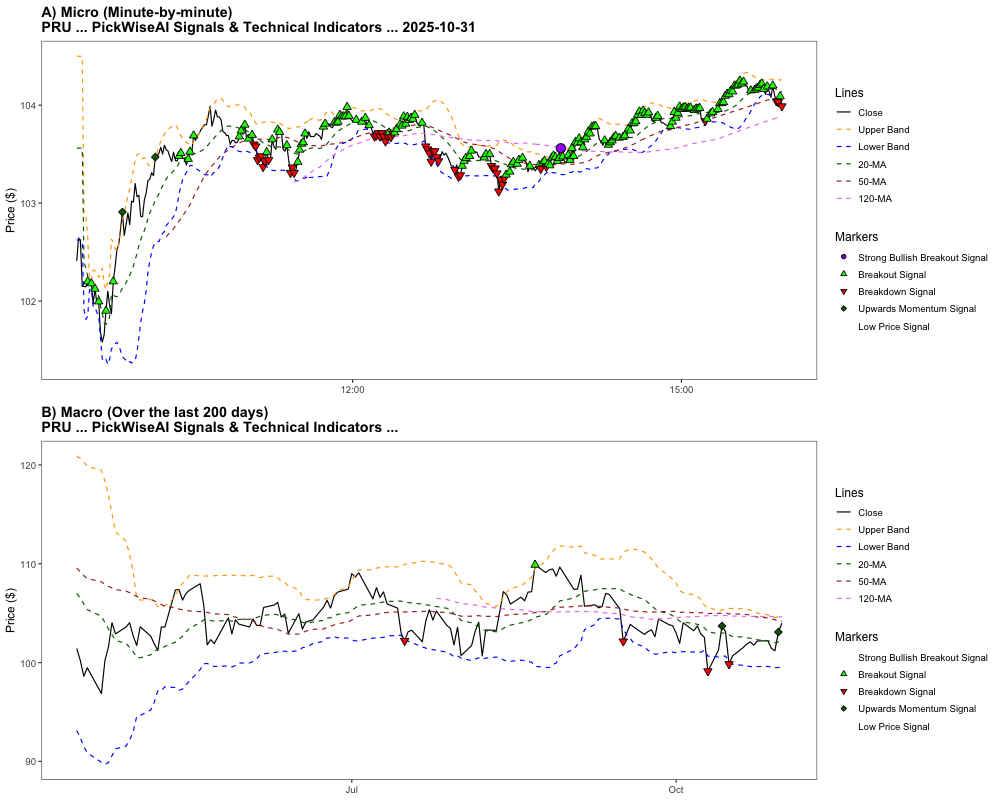 A) Micro (Minute-by-minute)
PRU ... PickWiseAI Signals & Technical Indicators ... 2025-10-31
Price ($)
104
103
102
12:00
15:00
Lines
Close
Upper Band
Lower Band
20-MA
50-MA
120-MA
Markers
Strong Bullish Breakout Signal
Breakout Signal
Breakdown Signal
Upwards Momentum Signal
Low Price Signal
B) Macro (Over the last 200 days)
PRU ... PickWiseAI Signals & Technical Indicators ...
Price ($)
120
110
100
90
Jul
Oct
Lines
Close
Upper Band
Lower Band
20-MA
50-MA
120-MA
Markers
Strong Bullish Breakout Signal
Breakout Signal
Breakdown Signal
Upwards Momentum Signal
Low Price Signal